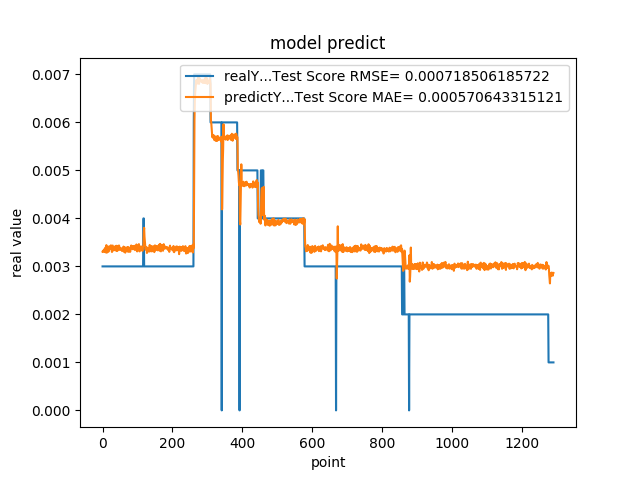 model predict
realY...Test Score RMSE= 0.000718506185722
predictY...Test Score MAE= 0.000570643315121
0.007
0.006
0.005
0.004
0.003
0.002
0.001
0.000
real value
0 200 400 600 800 1000 1200
point